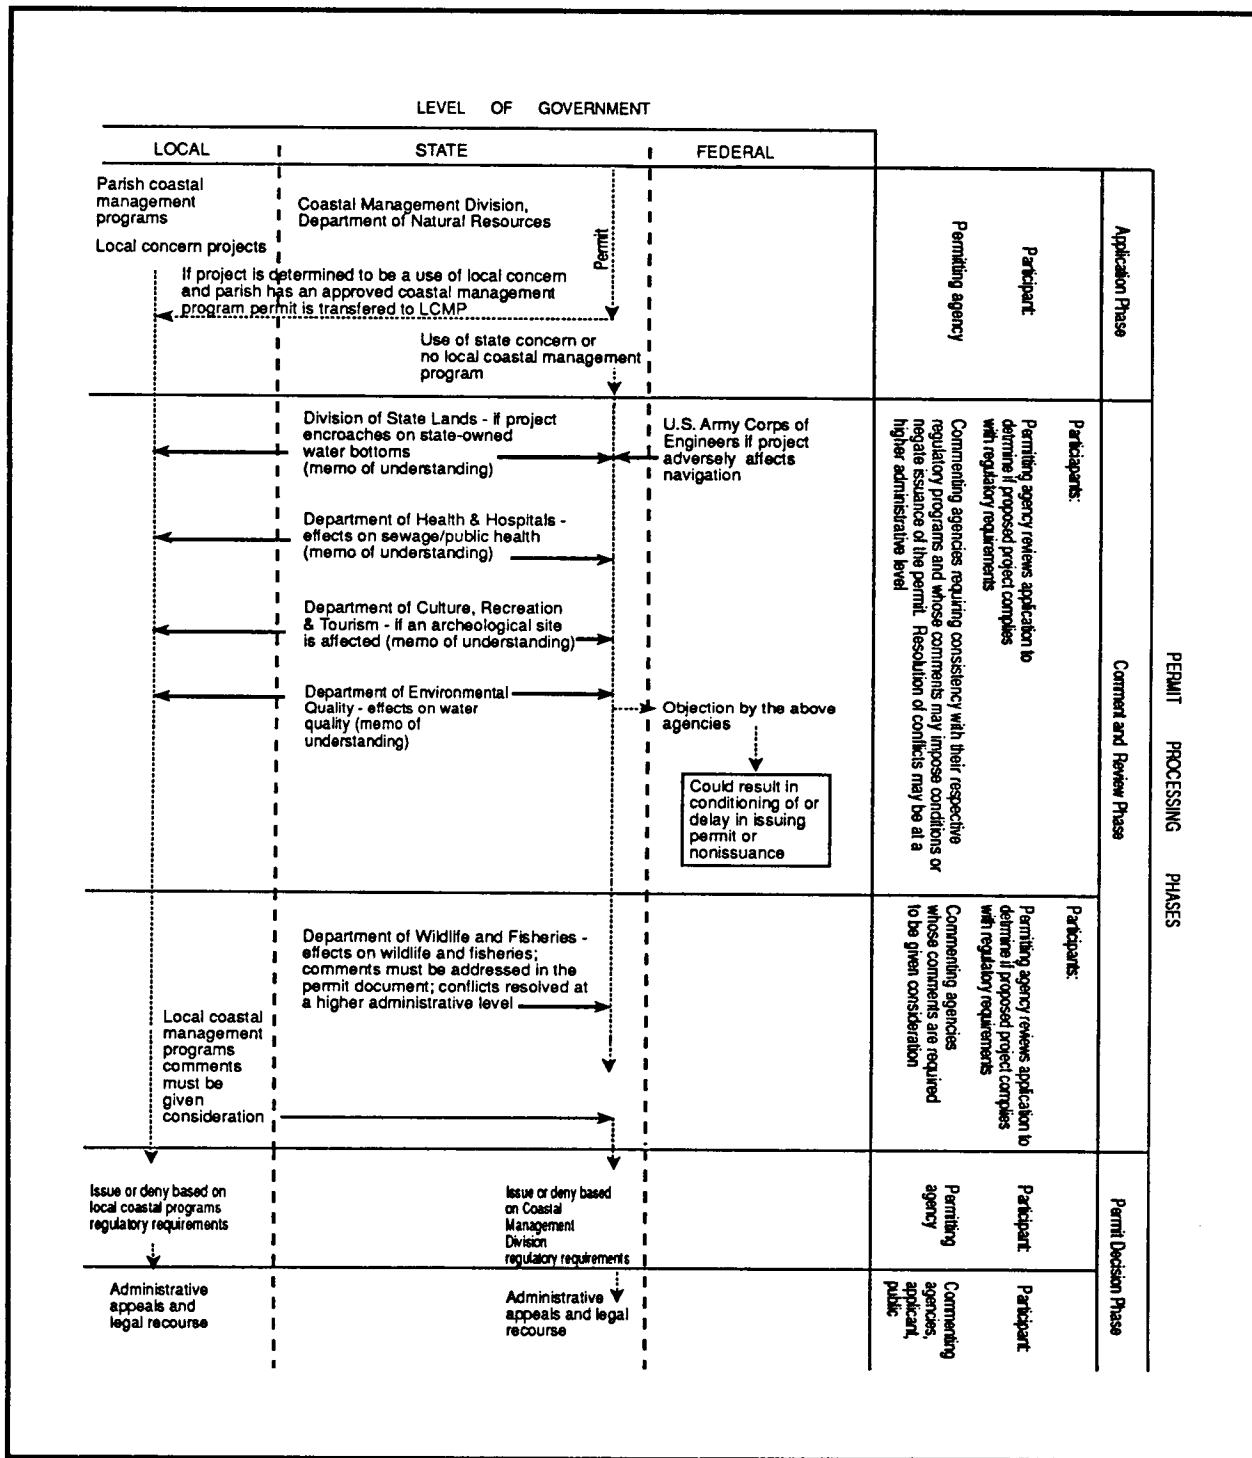 LEVEL OF GOVERNMENT
LOCAL
STATE
FEDERAL
Parish coastal
management
programs
Local concern projects
Coastal Management Division,
Department of Natural Resources
Permit
If project is determined to be a use of local concern
and parish has an approved coastal management
program permit is transfered to LCMP
Use of state concern or
no local coastal management
program
Participant:
Permitting agency
Application Phase
Division of State Lands - if project
encroaches on state-owned
water bottoms
(memo of understanding)
U.S. Army Corps of
Engineers if project
adversely affects
navigation
Department of Health & Hospitals -
effects on sewage/public health
(memo of understanding)
Department of Culture, Recreation
& Tourism - if an archeological site
is affected (memo of understanding)
Department of Environmental
Quality - effects on water
quality (memo of
understanding)
Objection by the above
agencies
Could result in
conditioning of or
delay in issuing
permit or
nonissuance
Particiapants:
Permitting agency reviews application to
detrmine if proposed project complies
with regulatory requirements
Commenting agencies requiring consistency with their respective
regulatory programs and whose comments may impose conditions or
negate issuance of the permit. Resolution of conflicts may be at a
higher administrative level
Comment and Review Phase
PERMIT PROCESSING PHASES
Department of Wildlife and Fisheries -
effects on wildlife and fisheries;
comments must be addressed in the
permit document; conflicts resolved at
a higher administrative level
Local coastal
management
programs
comments
must be
given
consideration
Participants:
Permitting agency reviews application to
determine if proposed project complies
with regulatory requirements
Commenting agencies
whose comments are required
to be given consideration
Issue or deny based on
local coastal programs
regulatory requirements
Issue or deny based
on Coastal
Management
Division
regulatory requirements
Participant:
Permitting
agency
Permit Decision Phase
Administrative
appeals and
legal recourse
Administrative
appeals and legal
recourse
Participant:
Commenting
agencies,
applicant,
public